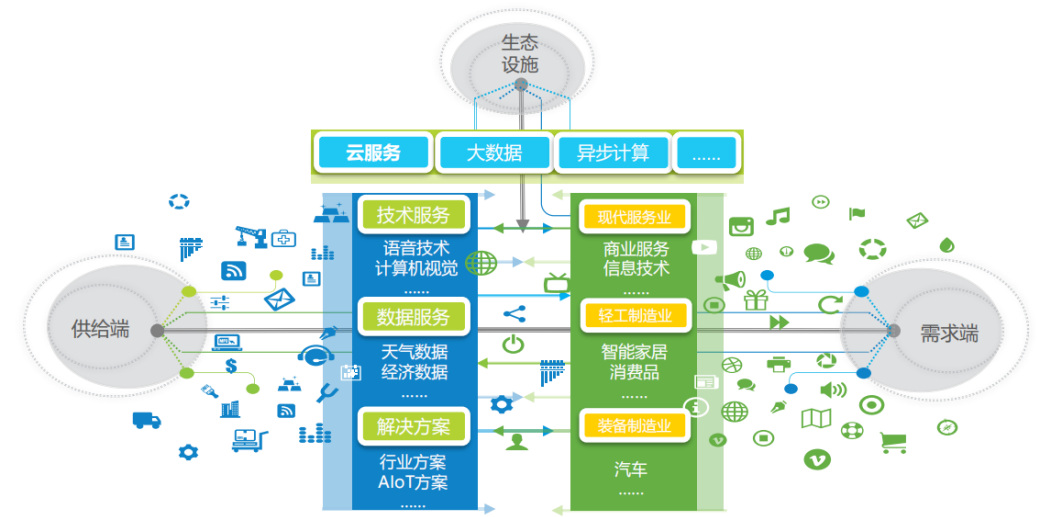 生态
设施
云服务
大数据
异步计算
......
供给端
技术服务
语音技术
计算机视觉
......
数据服务
天气数据
经济数据
......
解决方案
行业方案
AIoT方案
......
现代服务业
商业服务
信息技术
......
轻工制造业
智能家居
消费品
......
装备制造业
汽车
......
需求端